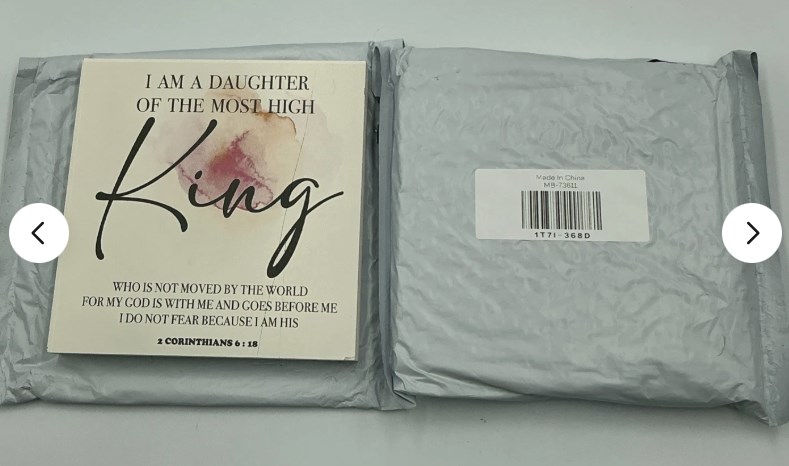 I AM A DAUGHTER
OF THE MOST HIGH
King
WHO IS NOT MOVED BY THE WORLD
FOR MY GOD IS WITH ME AND GOES BEFORE ME
I DO NOT FEAR BECAUSE I AM HIS
2 CORINTHIANS 6 : 18
Made In China
MB-73611
1T7I-368D